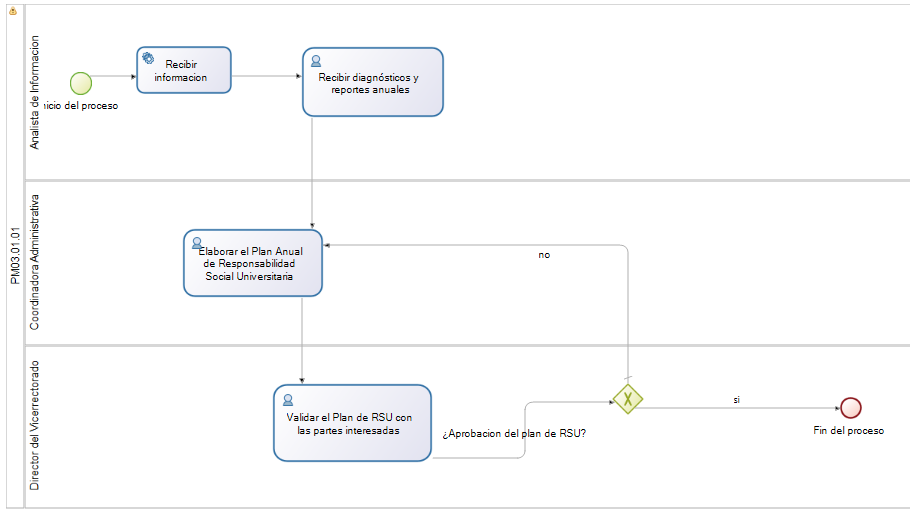 PM03.01.01
Analista de Informacion
nicio del proceso
Recibir
informacion
Recibir diagnósticos y
reportes anuales
Coordinadora Administrativa
Elaborar el Plan Anual
de Responsabilidad
Social Universitaria
no
Director del Vicerrectorado
Validar el Plan de RSU con
las partes interesadas
¿Aprobacion del plan de RSU?
X
si
Fin del proceso